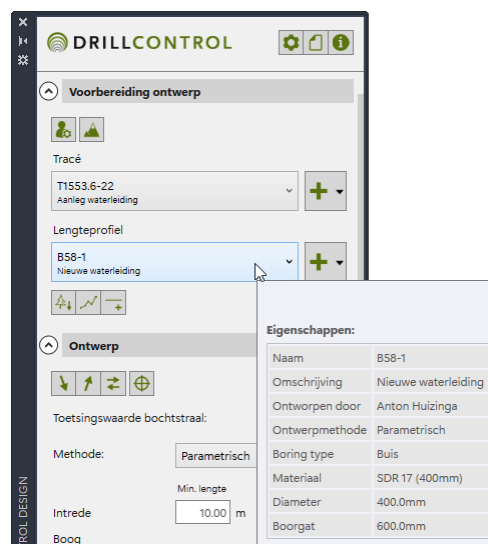 DRILLCONTROL
Voorbereiding ontwerp
Tracé
T1553.6-22
Aanleg waterleiding
Lengteprofiel
B58-1
Nieuwe waterleiding
Ontwerp
Toetsingswaarde bochtstraal:
Methode: Parametrisch
Min. lengte
Intrede 10.00 m
Boog
Eigenschappen:
Naam B58-1
Omschrijving Nieuwe waterleiding
Ontworpen door Anton Huizinga
Ontwerpmethode Parametrisch
Boring type Buis
Materiaal SDR 17 (400mm)
Diameter 400.0mm
Boorgat 600.0mm
ROL DESIGN